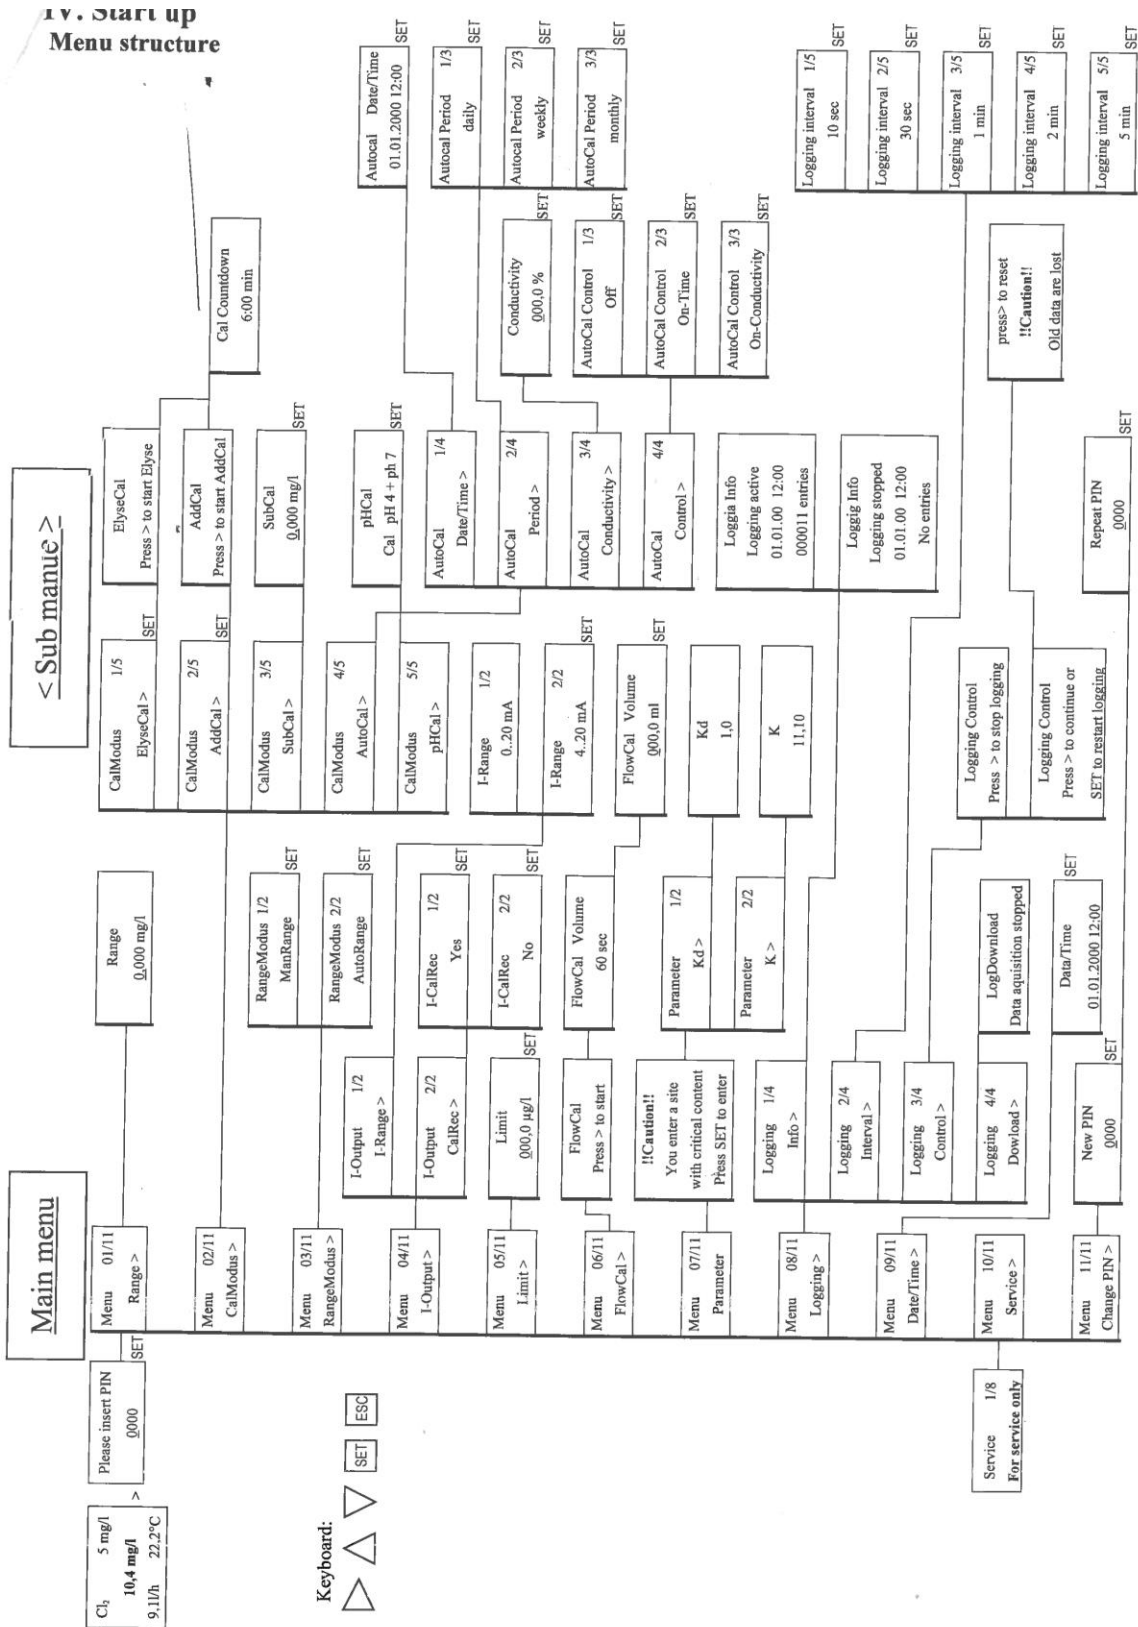 IV. Start up
Menu structure
Main menu
< Sub manue >
Cl₂ 5 mg/l
10,4 mg/l
9,1l/h 22,2°C
>
Please insert PIN
0000
SET
Keyboard:
SET
ESC
Menu 01/11
Range >
Range
0,000 mg/l
Menu 02/11
CalModus >
CalModus 1/5
ElyseCal >
SET
ElyseCal
Press > to start Elyse
CalModus 2/5
AddCal >
SET
AddCal
Press > to start AddCal
Cal Countdown
6:00 min
CalModus 3/5
SubCal >
SubCal
0,000 mg/l
SET
CalModus 4/5
AutoCal >
CalModus 5/5
pHCal >
pHCal
Cal pH 4 + ph 7
SET
AutoCal 1/4
Date/Time >
Autocal Date/Time
01.01.2000 12:00
SET
AutoCal 2/4
Period >
Autocal Period 1/3
daily
SET
Autocal Period 2/3
weekly
SET
AutoCal Period 3/3
monthly
SET
AutoCal 3/4
Conductivity >
Conductivity
000,0 %
SET
AutoCal 4/4
Control >
AutoCal Control 1/3
Off
SET
AutoCal Control 2/3
On-Time
SET
AutoCal Control 3/3
On-Conductivity
SET
Menu 03/11
RangeModus >
RangeModus 1/2
ManRange
SET
RangeModus 2/2
AutoRange
SET
Menu 04/11
I-Output >
I-Output 1/2
I-Range >
I-Range 1/2
0..20 mA
I-Range 2/2
4..20 mA
SET
I-Output 2/2
CalRec >
I-CalRec 1/2
Yes
SET
I-CalRec 2/2
No
SET
Menu 05/11
Limit >
Limit
000,0 µg/l
SET
Menu 06/11
FlowCal >
FlowCal
Press > to start
FlowCal Volume
60 sec
FlowCal Volume
000,0 ml
SET
Menu 07/11
Parameter
!!Caution!!
You enter a site
with critical content
Press SET to enter
Parameter 1/2
Kd >
Kd
1,0
Parameter 2/2
K >
K
11,10
Menu 08/11
Logging >
Logging 1/4
Info >
Loggia Info
Logging active
01.01.00 12:00
000011 entries
Loggig Info
Logging stopped
01.01.00 12:00
No entries
Logging 2/4
Interval >
Logging interval 1/5
10 sec
SET
Logging interval 2/5
30 sec
SET
Logging interval 3/5
1 min
SET
Logging interval 4/5
2 min
SET
Logging interval 5/5
5 min
SET
Logging 3/4
Control >
Logging Control
Press > to stop logging
Logging Control
Press > to continue or
SET to restart logging
press> to reset
!!Caution!!
Old data are lost
Logging 4/4
Dowload >
LogDownload
Data aquisition stopped
Menu 09/11
Date/Time >
Data/Time
01.01.2000 12:00
SET
Menu 10/11
Service >
Service 1/8
For service only
Menu 11/11
Change PIN >
New PIN
0000
SET
Repeat PIN
0000
SET